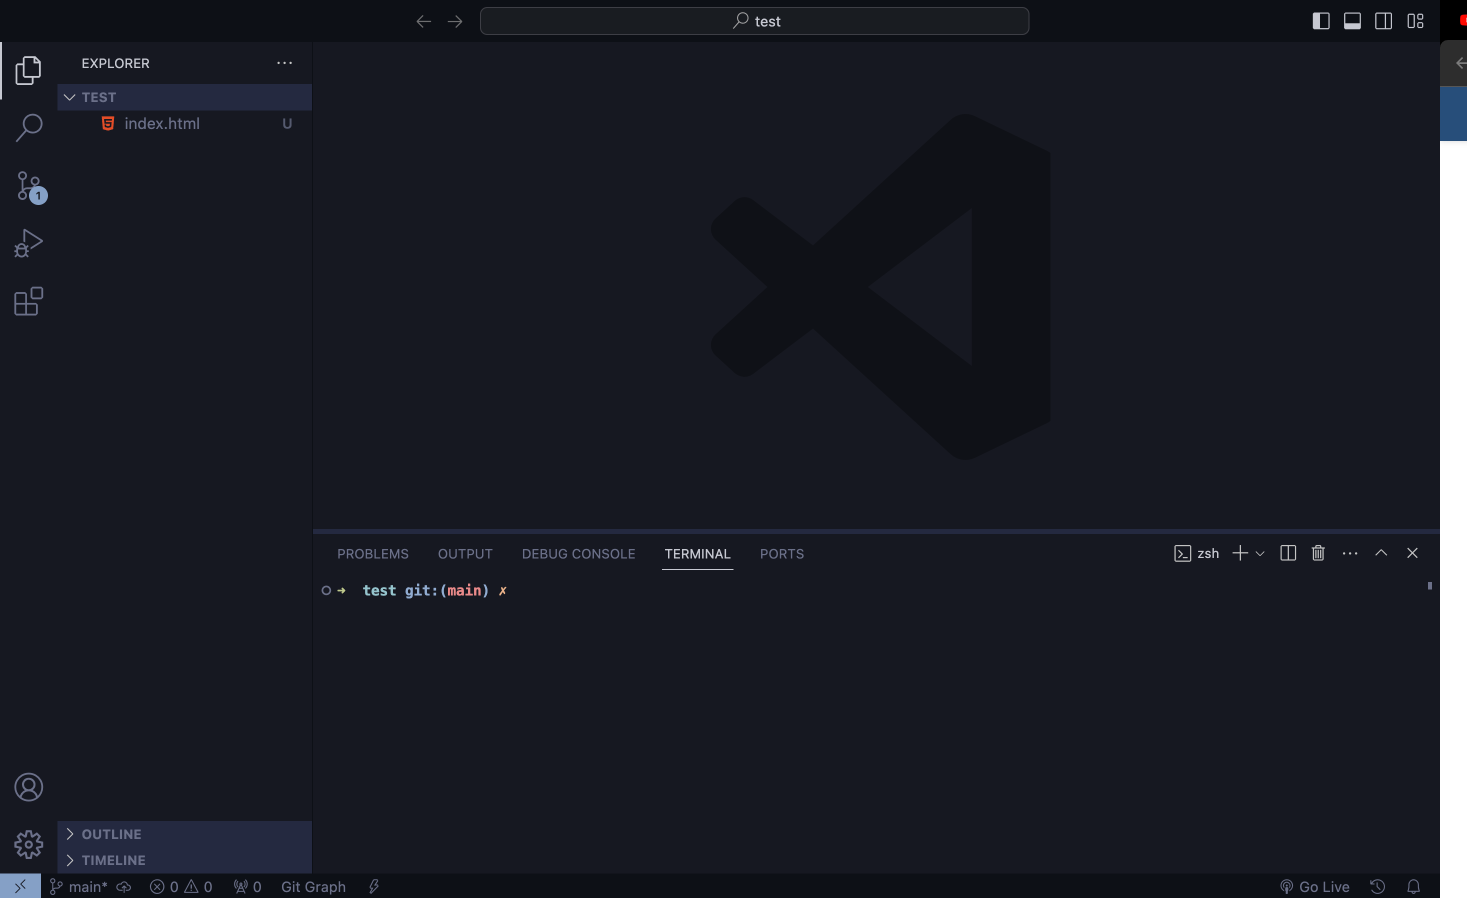 test
EXPLORER
TEST
index.html U
1
PROBLEMS OUTPUT DEBUG CONSOLE TERMINAL PORTS zsh
➜ test git:(main) ✗
OUTLINE
TIMELINE
main* 0 0 0 Git Graph Go Live